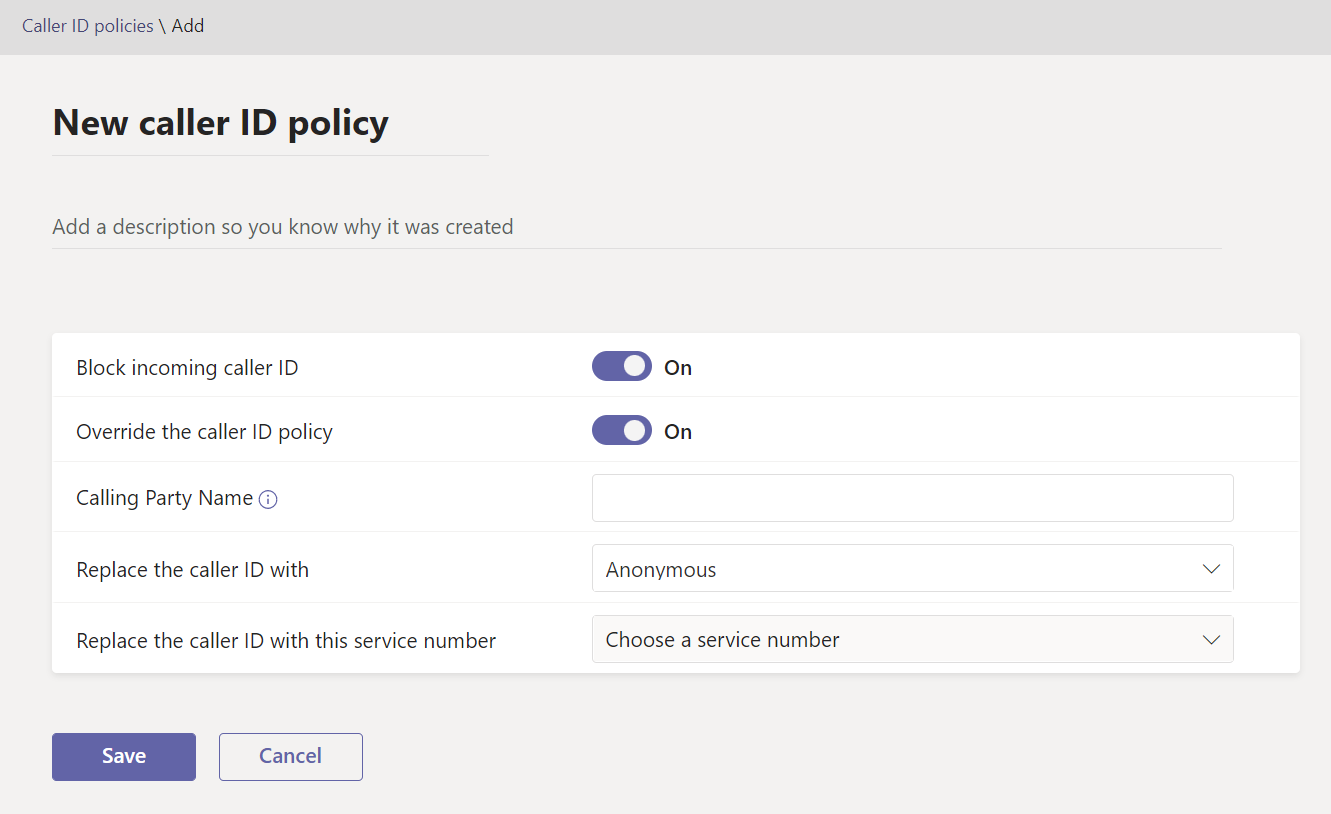 Caller ID policies \ Add
New caller ID policy
Add a description so you know why it was created
Block incoming caller ID On
Override the caller ID policy On
Calling Party Name
Replace the caller ID with Anonymous
Replace the caller ID with this service number Choose a service number
Save Cancel